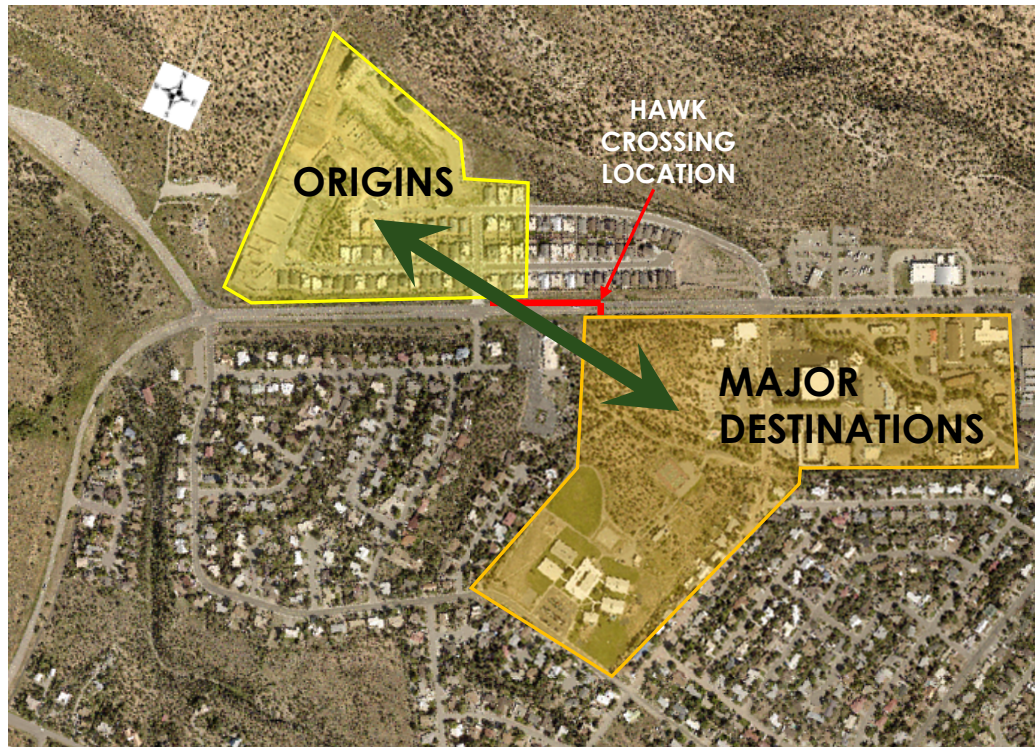 HAWK
CROSSING
LOCATION
ORIGINS
MAJOR
DESTINATIONS